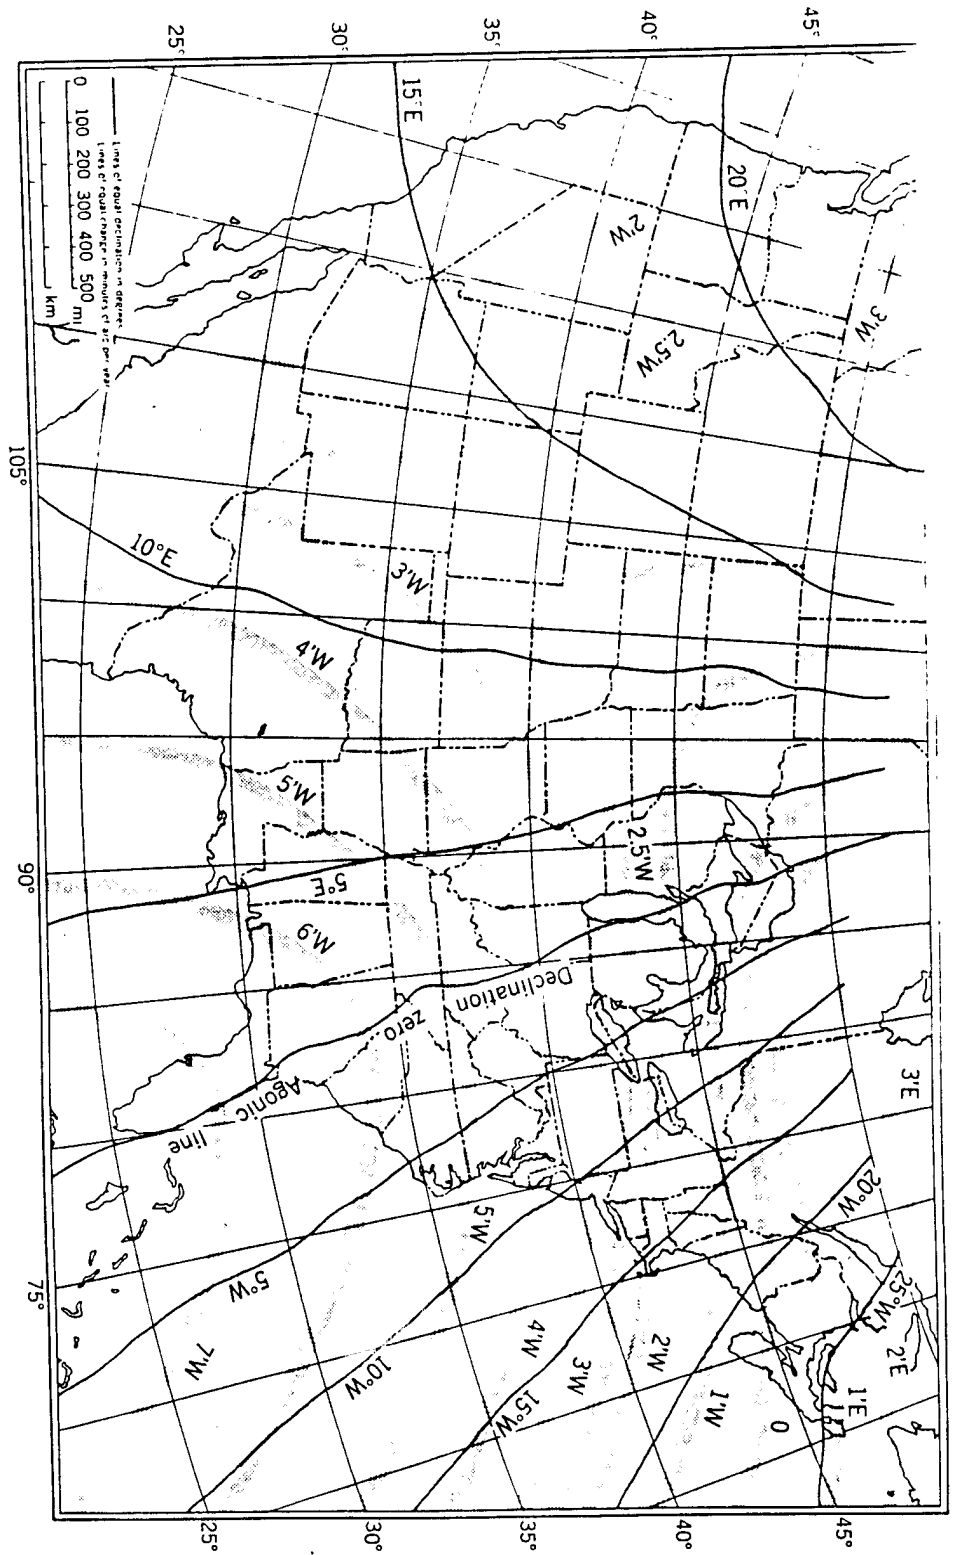 25°
30°
35°
40°
45°
15°E
20°E
2'W
3'W
2.5'W
Lines of equal declination in degrees
Lines of equal change in minutes of arc per year
0 100 200 300 400 500 mi
km
105°
10°E
3'W
4'W
5'W
2.5'W
90°
5°E
6'W
Declination
zero
Agonic
line
3'E
20°W
5'W
25°W
75°
5°W
2'E
4'W
2'W
7'W
10°W
3'W
1'E
15°W
1'W
0
25°
30°
35°
40°
45°